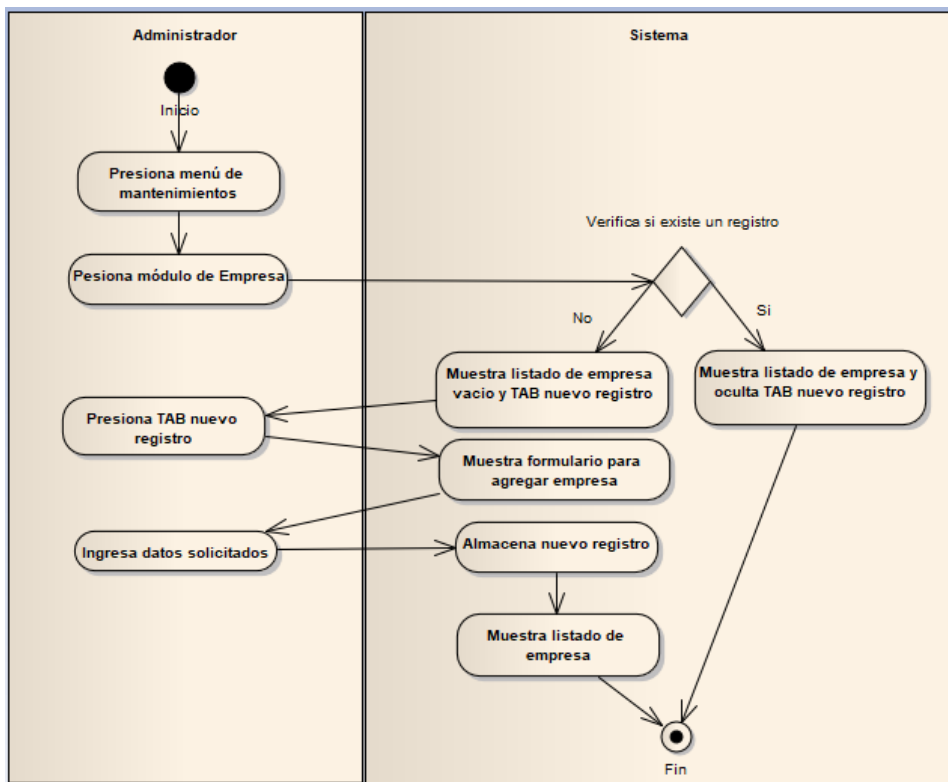 Administrador
Sistema
Inicio
Presiona menú de
mantenimientos
Verifica si existe un registro
Pesiona módulo de Empresa
No
Si
Muestra listado de empresa
vacio y TAB nuevo registro
Muestra listado de empresa y
oculta TAB nuevo registro
Presiona TAB nuevo
registro
Muestra formulario para
agregar empresa
Ingresa datos solicitados
Almacena nuevo registro
Muestra listado de
empresa
Fin